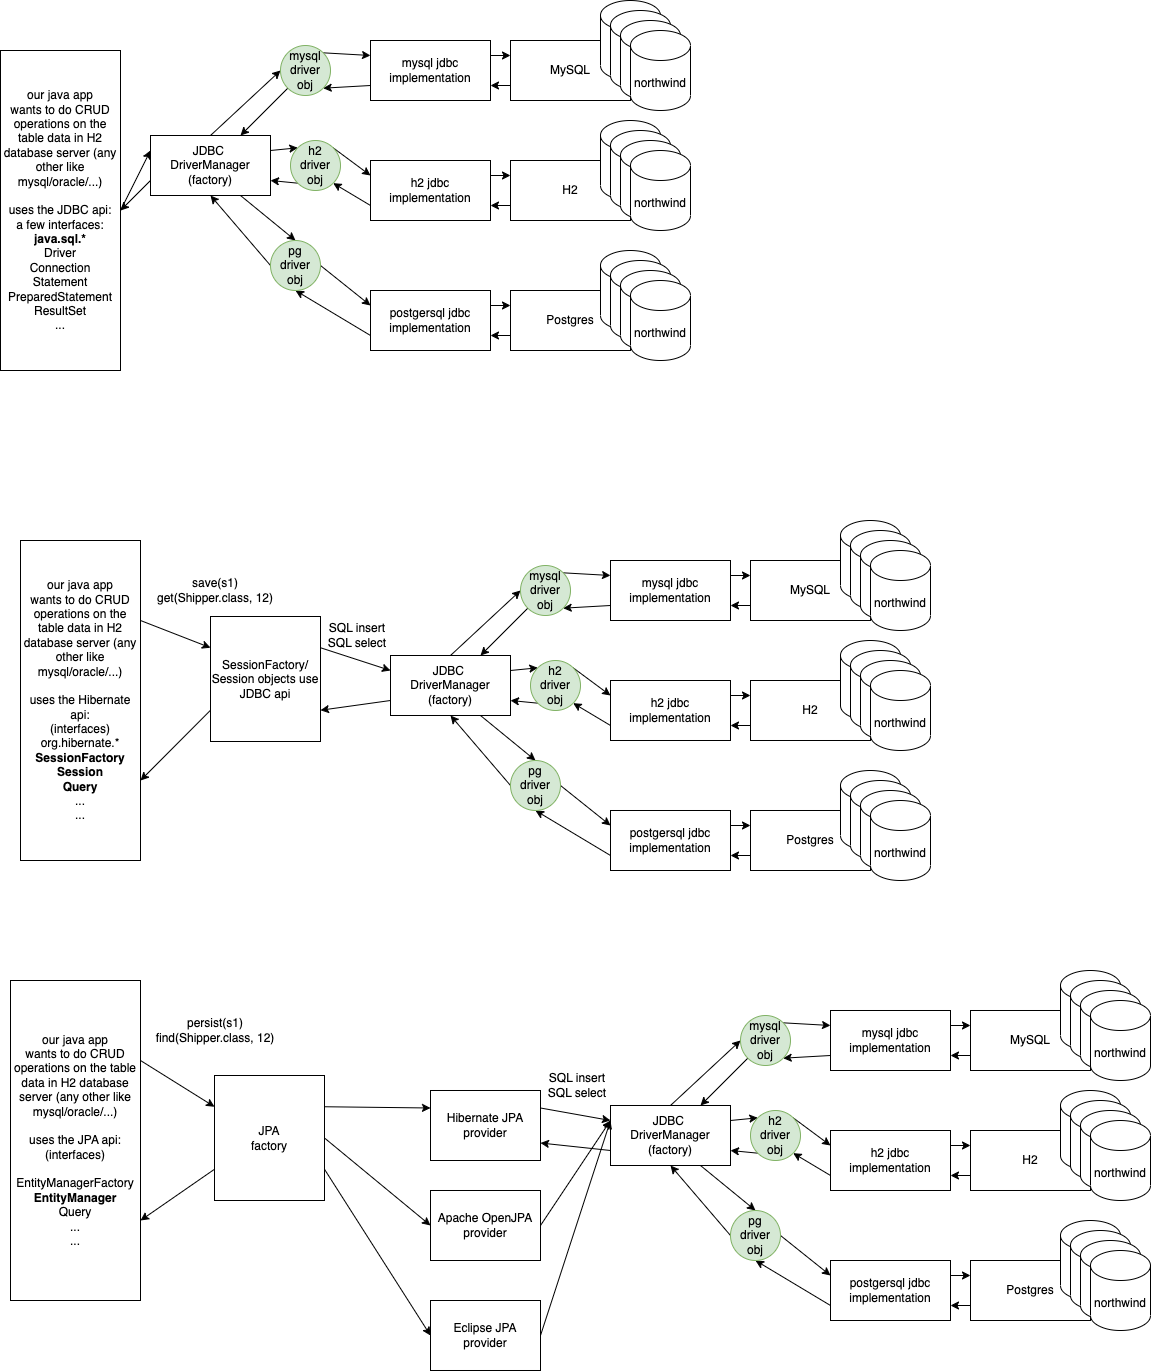 our java app
wants to do CRUD
operations on the
table data in H2
database server (any
other like
mysql/oracle/...)
uses the JDBC api:
a few interfaces:
java.sql.*
Driver
Connection
Statement
PreparedStatement
ResultSet
...
JDBC
DriverManager
(factory)
mysql
driver
obj
mysql jdbc
implementation
MySQL
northwind
h2
driver
obj
h2 jdbc
implementation
H2
northwind
pg
driver
obj
postgersql jdbc
implementation
Postgres
northwind
our java app
wants to do CRUD
operations on the
table data in H2
database server (any
other like
mysql/oracle/...)
uses the Hibernate
api:
(interfaces)
org.hibernate.*
SessionFactory
Session
Query
...
...
save(s1)
get(Shipper.class, 12)
SessionFactory/
Session objects use
JDBC api
SQL insert
SQL select
JDBC
DriverManager
(factory)
mysql
driver
obj
mysql jdbc
implementation
MySQL
northwind
h2
driver
obj
h2 jdbc
implementation
H2
northwind
pg
driver
obj
postgersql jdbc
implementation
Postgres
northwind
our java app
wants to do CRUD
operations on the table
data in H2 database
server (any other like
mysql/oracle/...)
uses the JPA api:
(interfaces)
EntityManagerFactory
EntityManager
Query
...
...
persist(s1)
find(Shipper.class, 12)
JPA
factory
Hibernate JPA
provider
Apache OpenJPA
provider
Eclipse JPA
provider
SQL insert
SQL select
JDBC
DriverManager
(factory)
mysql
driver
obj
mysql jdbc
implementation
MySQL
northwind
h2
driver
obj
h2 jdbc
implementation
H2
northwind
pg
driver
obj
postgersql jdbc
implementation
Postgres
northwind